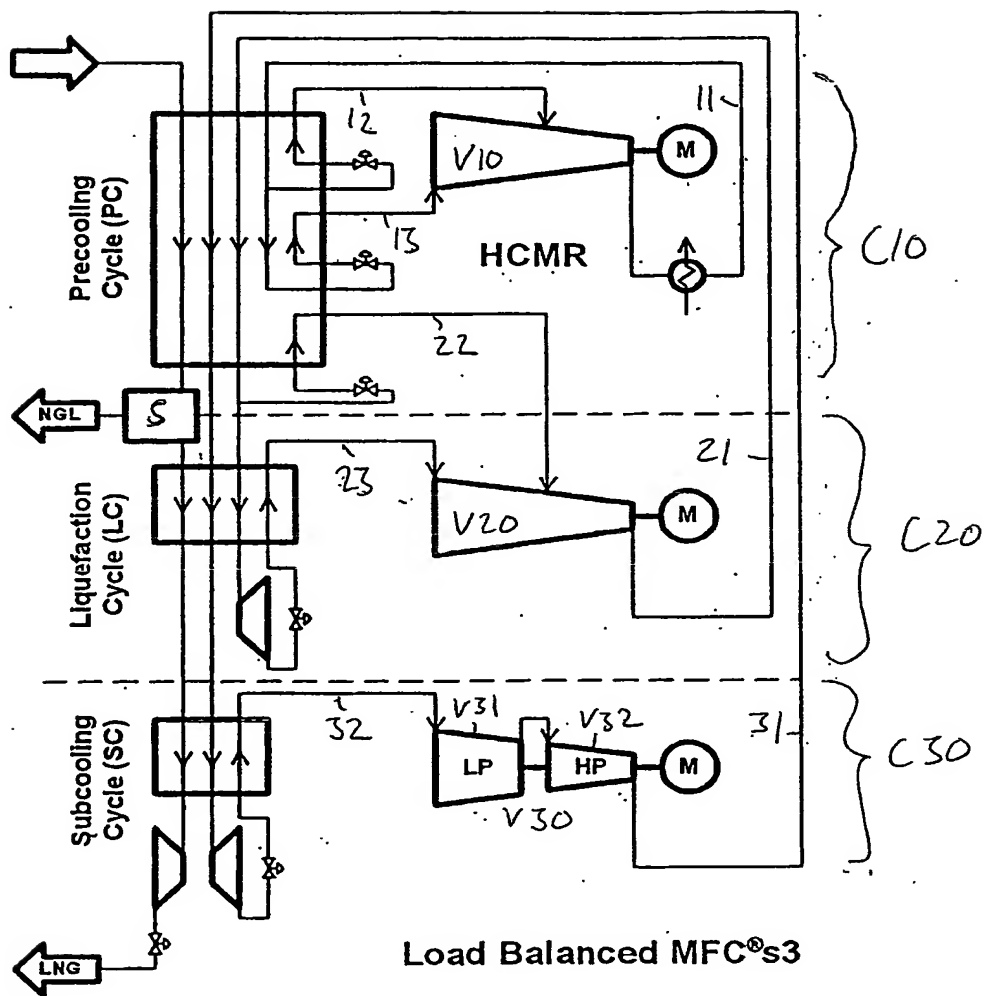 11
12
V10
M
Precooling
Cycle (PC)
13
HCMR
C10
22
NGL
S
21
23
Liquefaction
Cycle (LC)
V20
M
C20
32
V31
V32
31
Subcooling
Cycle (SC)
LP
HP
M
V30
C30
LNG
Load Balanced MFC®s3